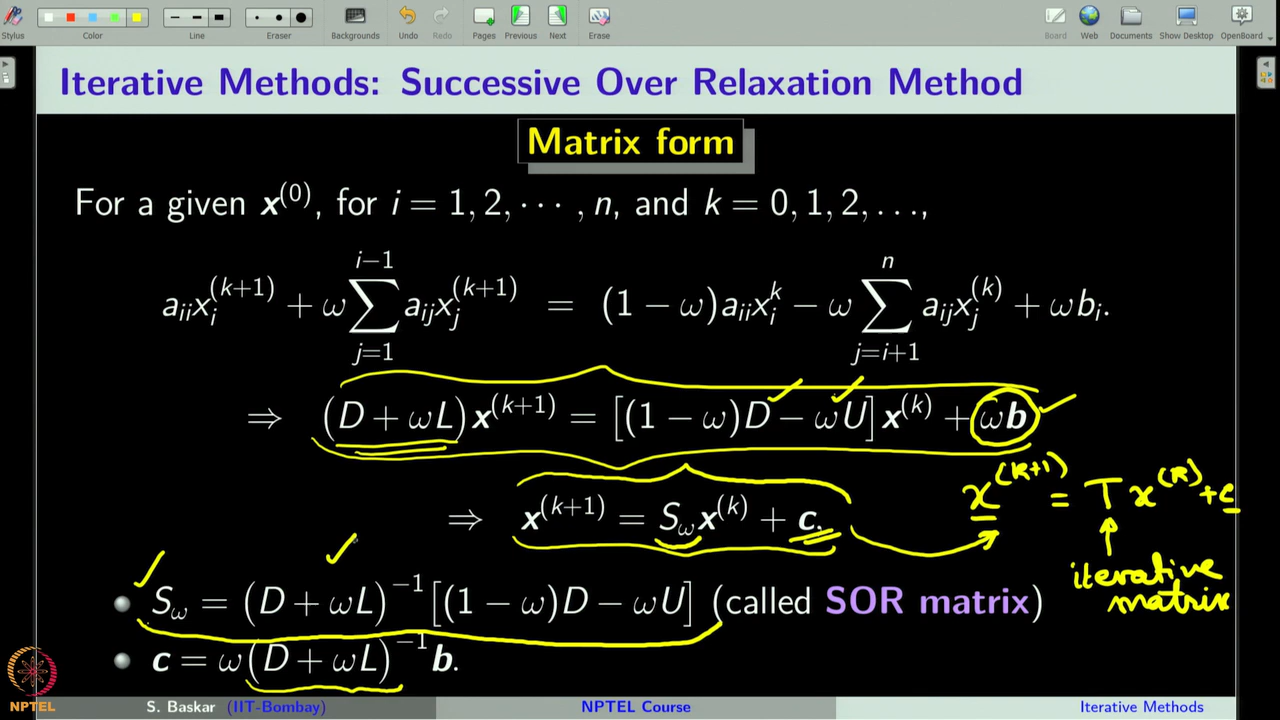 Stylus Color Line Eraser Backgrounds Undo Redo Pages Previous Next Erase Board Web Documents Show Desktop OpenBoard
Iterative Methods: Successive Over Relaxation Method
Matrix form
For a given x^(0), for i = 1, 2, ⋯ , n, and k = 0, 1, 2, …,
a_ii x_i^(k+1) + ω ∑_{j=1}^{i−1} a_ij x_j^(k+1) = (1 − ω)a_ii x_i^k − ω ∑_{j=i+1}^{n} a_ij x_j^(k) + ωb_i.
⇒ (D + ωL)x^(k+1) = [(1 − ω)D − ωU]x^(k) + ωb
⇒ x^(k+1) = S_ω x^(k) + c.
x^(k+1) = T x^(k) + c
iterative
matrix
• S_ω = (D + ωL)^−1 [(1 − ω)D − ωU] (called SOR matrix)
• c = ω(D + ωL)^−1 b.
NPTEL
S. Baskar (IIT-Bombay) NPTEL Course Iterative Methods